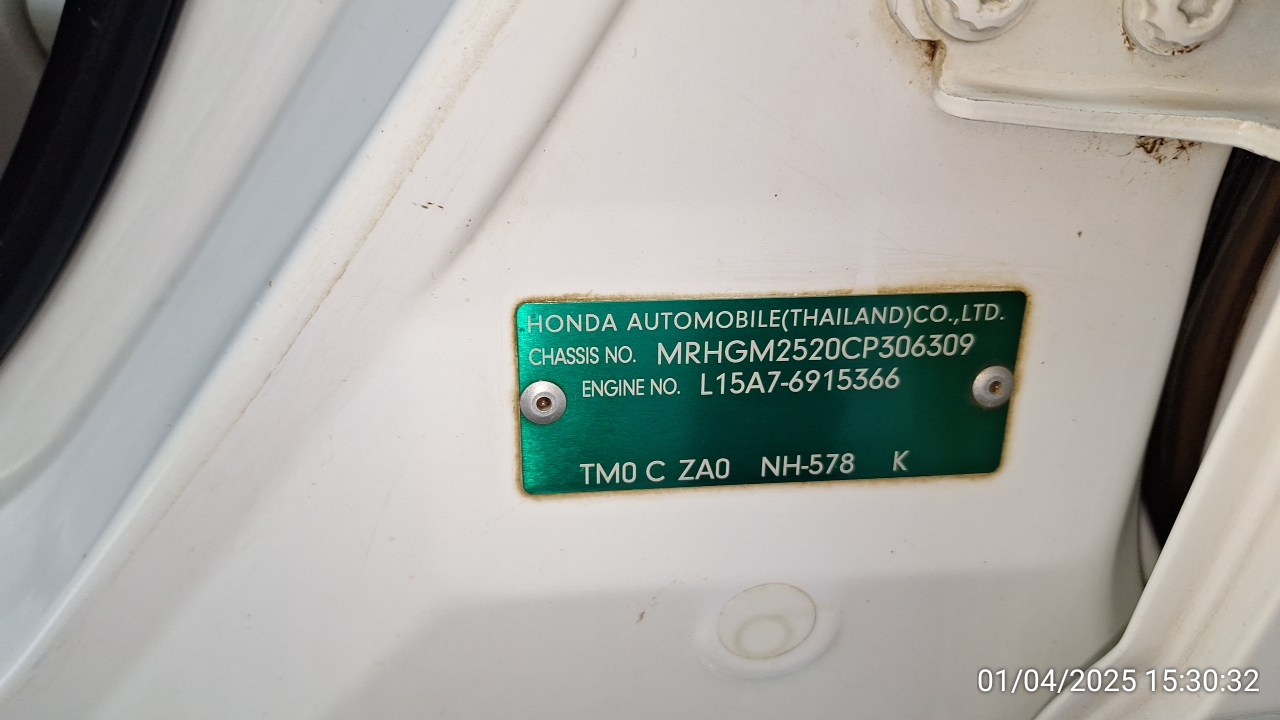 HONDA AUTOMOBILE(THAILAND)CO.,LTD.
CHASSIS NO. MRHGM2520CP306309
ENGINE NO. L15A7-6915366
TM0 C ZA0 NH-578 K
01/04/2025 15:30:32